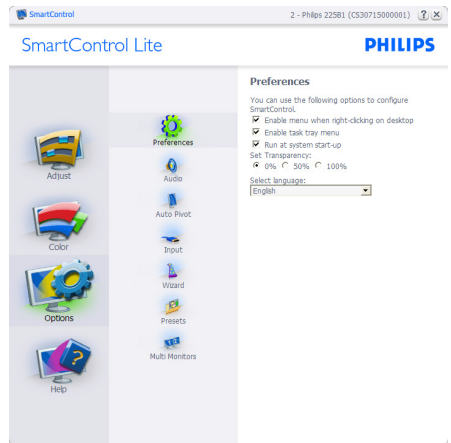 SmartControl
2 - Philips 225B1 (CS30715000001)
?
X
SmartControl Lite
PHILIPS
Adjust
Color
Options
Help
Preferences
Audio
Auto Pivot
Input
Wizard
Presets
Multi Monitors
Preferences
You can use the following options to configure
SmartControl.
Enable menu when right-clicking on desktop
Enable task tray menu
Run at system start-up
Set Transparency:
0% 50% 100%
Select language:
English